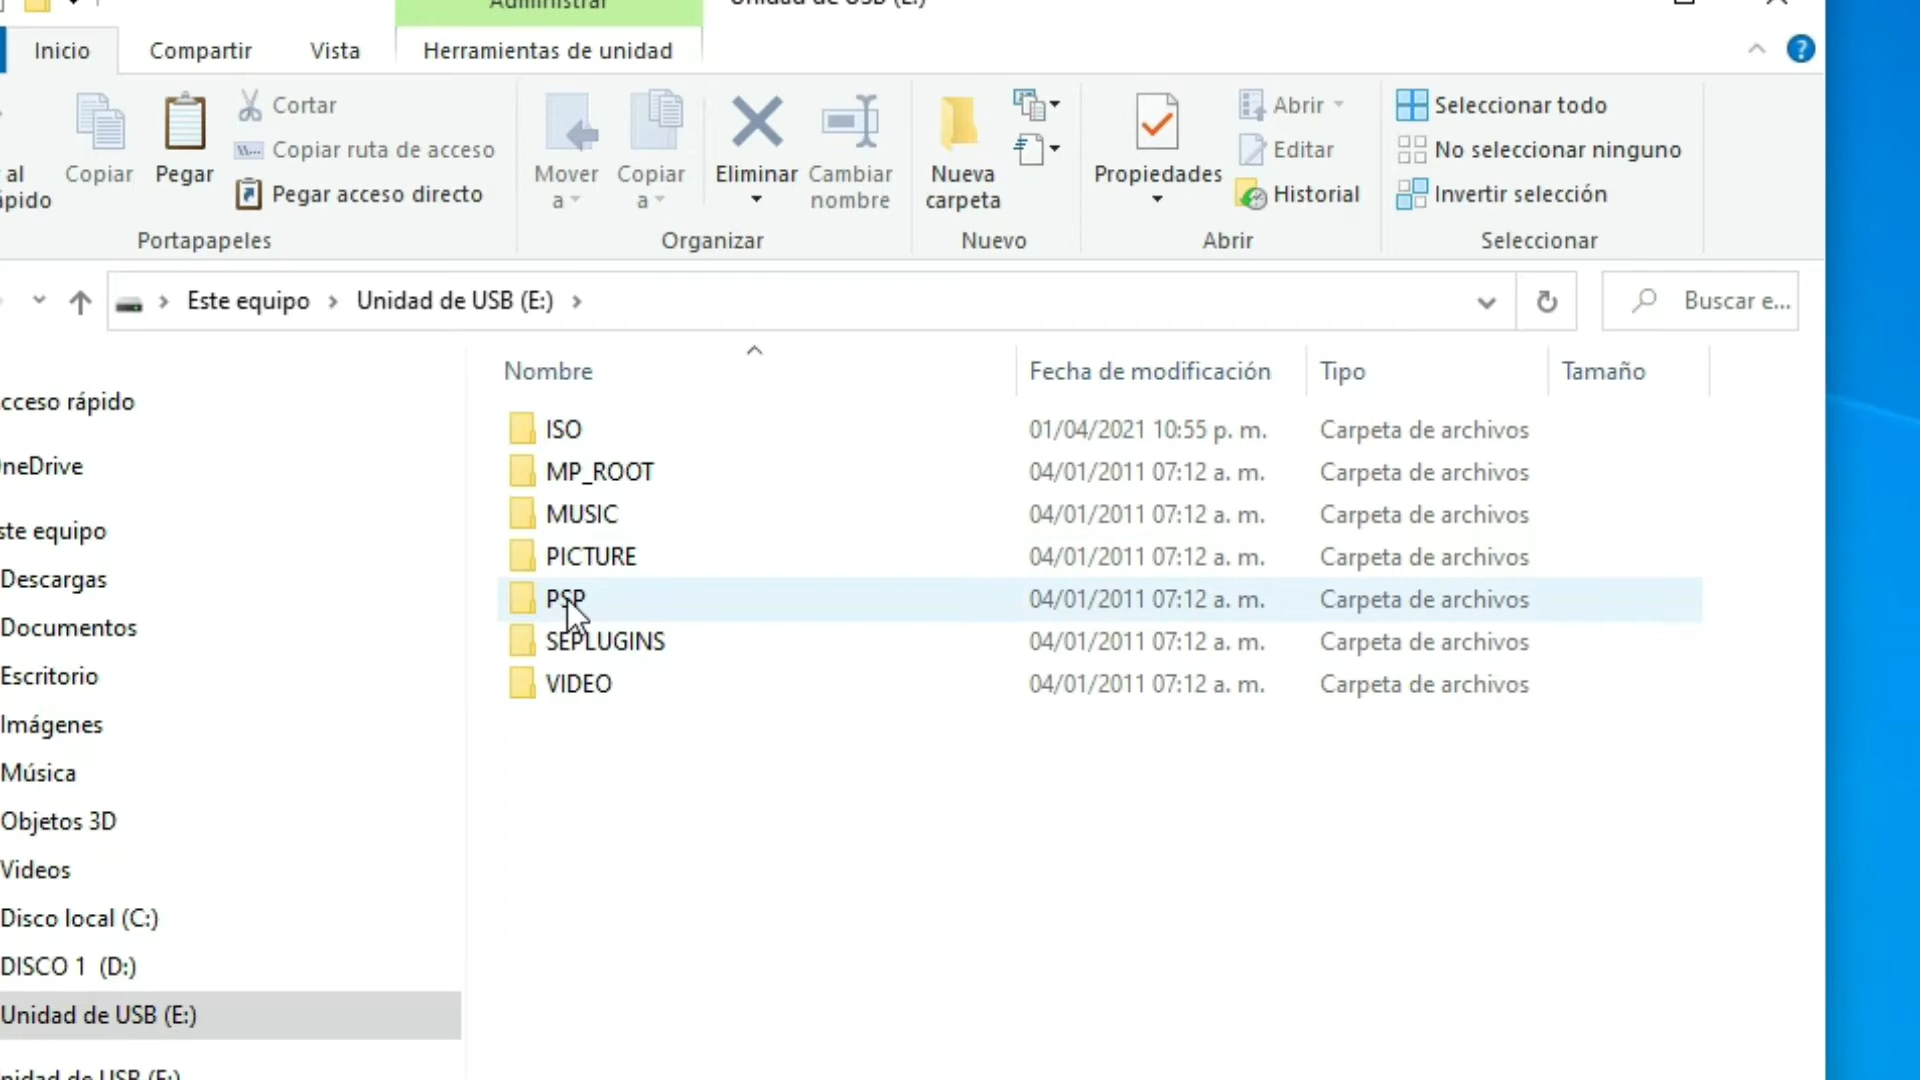 Administrar
Unidad de USB (E:)
Inicio
Compartir
Vista
Herramientas de unidad
Copiar
Pegar
Cortar
Copiar ruta de acceso
Pegar acceso directo
Portapapeles
Mover a
Copiar a
Eliminar
Cambiar nombre
Organizar
Nueva carpeta
Nuevo
Propiedades
Abrir
Editar
Historial
Abrir
Seleccionar todo
No seleccionar ninguno
Invertir selección
Seleccionar
Este equipo
Unidad de USB (E:)
Buscar e...
Nombre
Fecha de modificación
Tipo
Tamaño
ISO 01/04/2021 10:55 p. m. Carpeta de archivos
MP_ROOT 04/01/2011 07:12 a. m. Carpeta de archivos
MUSIC 04/01/2011 07:12 a. m. Carpeta de archivos
PICTURE 04/01/2011 07:12 a. m. Carpeta de archivos
PSP 04/01/2011 07:12 a. m. Carpeta de archivos
SEPLUGINS 04/01/2011 07:12 a. m. Carpeta de archivos
VIDEO 04/01/2011 07:12 a. m. Carpeta de archivos
cceso rápido
neDrive
ste equipo
Descargas
Documentos
Escritorio
Imágenes
Música
Objetos 3D
Videos
Disco local (C:)
DISCO 1 (D:)
Unidad de USB (E:)
nidad de USB (E:)